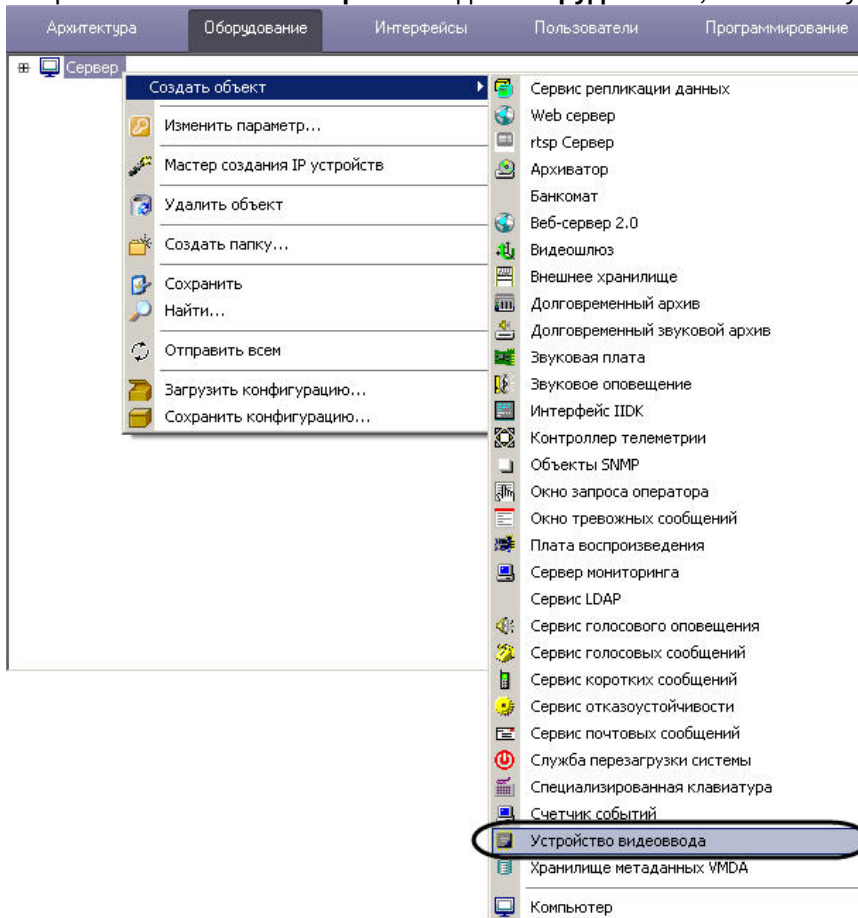 Архитектура Оборудование Интерфейсы Пользователи Программирование
Сервер
Создать объект
Изменить параметр...
Мастер создания IP устройств
Удалить объект
Создать папку...
Сохранить
Найти...
Отправить всем
Загрузить конфигурацию...
Сохранить конфигурацию...
Сервис репликации данных
Web сервер
rtsp Сервер
Архиватор
Банкомат
Веб-сервер 2.0
Видеошлюз
Внешнее хранилище
Долговременный архив
Долговременный звуковой архив
Звуковая плата
Звуковое оповещение
Интерфейс IIDK
Контроллер телеметрии
Объекты SNMP
Окно запроса оператора
Окно тревожных сообщений
Плата воспроизведения
Сервер мониторинга
Сервис LDAP
Сервис голосового оповещения
Сервис голосовых сообщений
Сервис коротких сообщений
Сервис отказоустойчивости
Сервис почтовых сообщений
Служба перезагрузки системы
Специализированная клавиатура
Счетчик событий
Устройство видеоввода
Хранилище метаданных VMDA
Компьютер